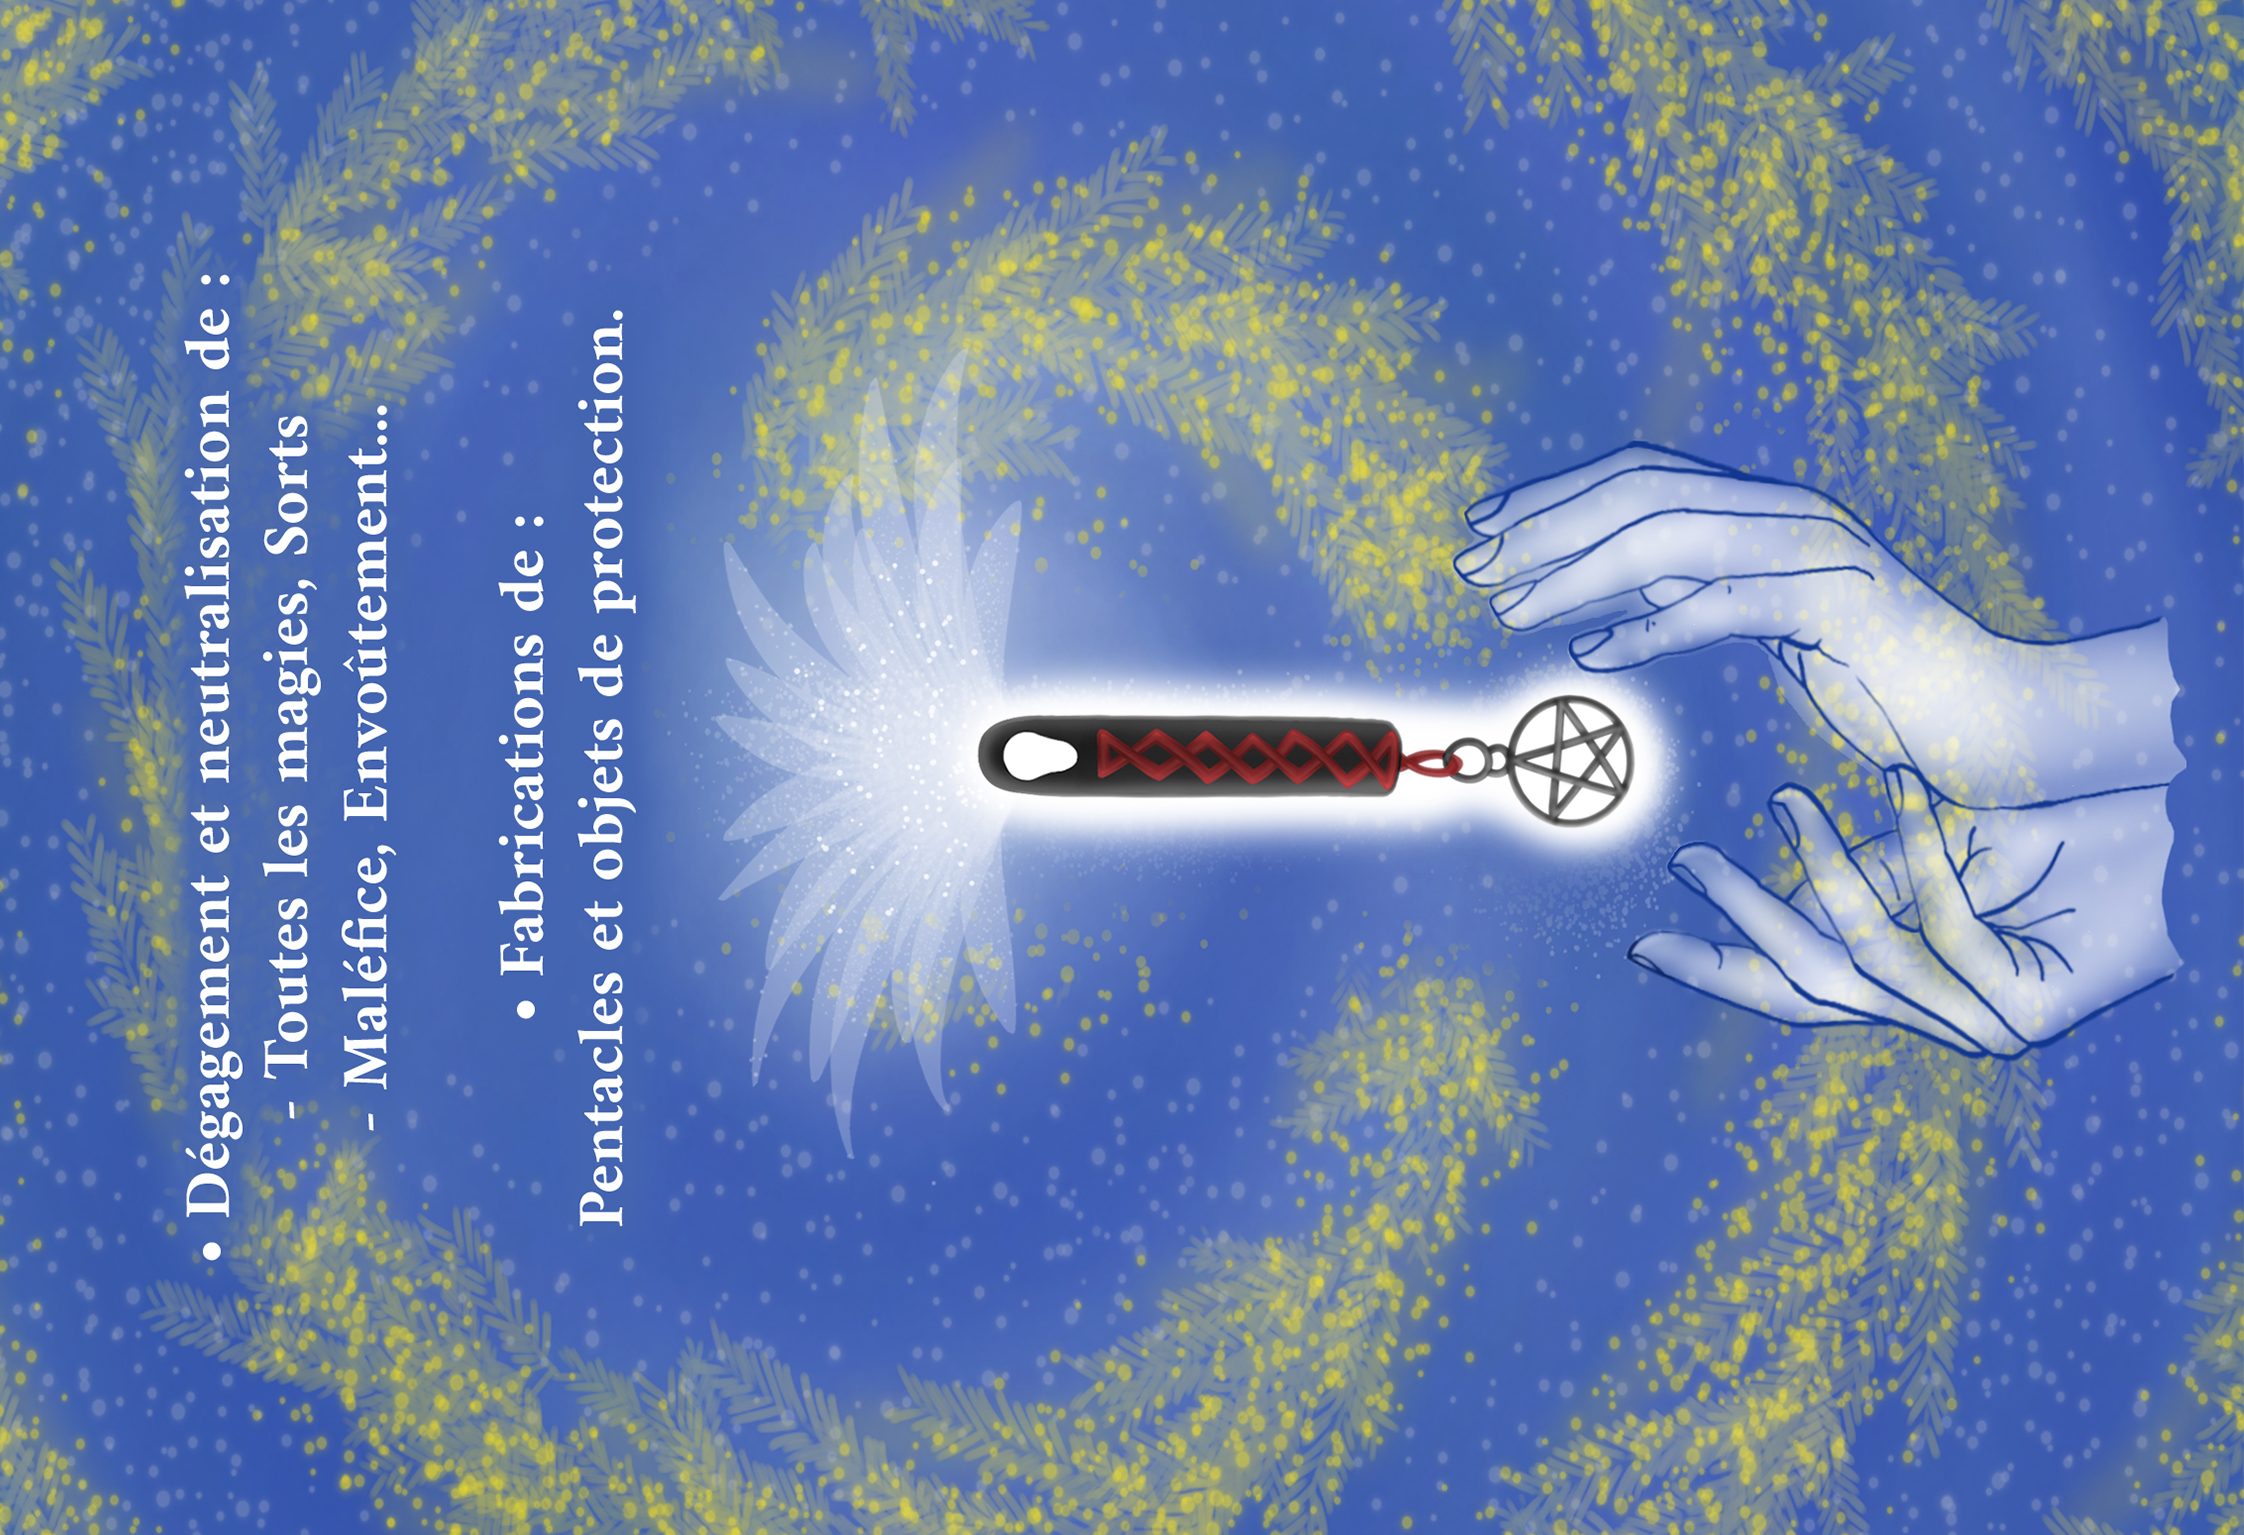 • Dégagement et neutralisation de :
- Toutes les magies, Sorts
- Maléfice, Envoûtement...
• Fabrications de :
Pentacles et objets de protection.